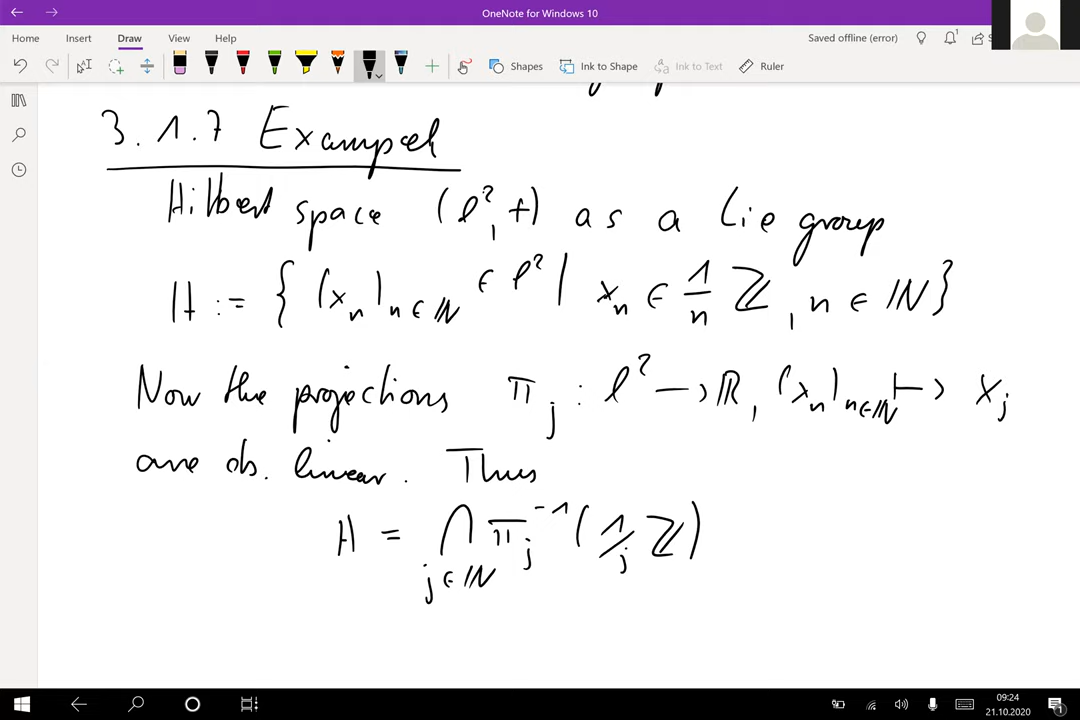 OneNote for Windows 10
Home Insert Draw View Help Saved offline (error)
Shapes Ink to Shape Ink to Text Ruler
3.1.7 Exampel
Hilbert space (ℓ², +) as a Lie group
H := { (xₙ)ₙ∈ℕ ∈ ℓ² | xₙ ∈ 1/n ℤ, n ∈ ℕ }
Now the projections πⱼ : ℓ² → ℝ, (xₙ)ₙ∈ℕ ↦ xⱼ
are ob. linear. Thus
H = ⋂ j∈ℕ πⱼ⁻¹ (1/j ℤ)
09:24
21.10.2020